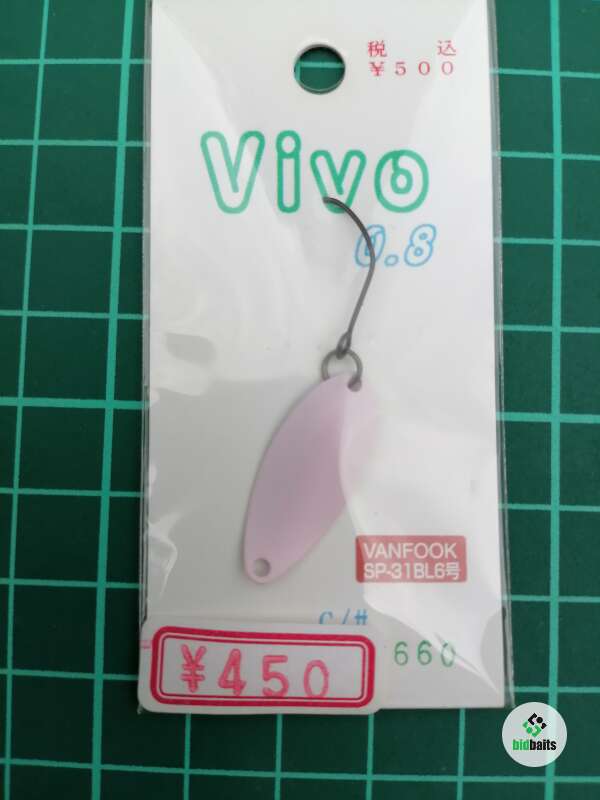 税込
¥500
Vivo
0.8
VANFOOK
SP-31BL6号
C/#
660
¥450
bidbaits